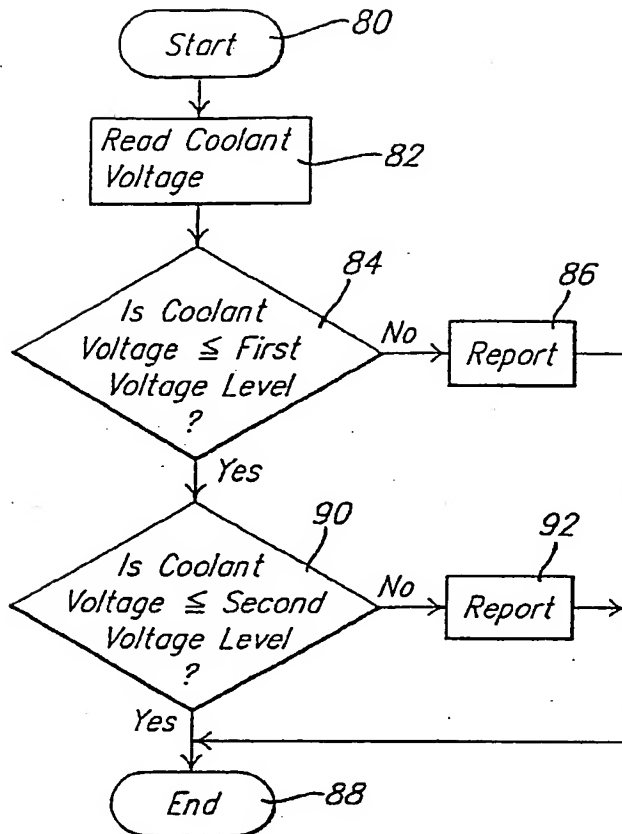 Start
80
Read Coolant
Voltage
82
84
Is Coolant
Voltage ≦ First
Voltage Level
?
No
86
Report
Yes
90
Is Coolant
Voltage ≦ Second
Voltage Level
?
No
92
Report
Yes
End
88